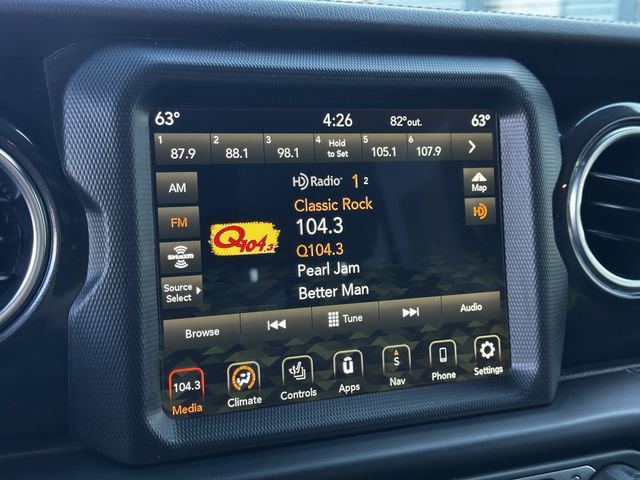 63° 4:26 82°out. 63°
1 87.9 2 88.1 3 98.1 4 Hold to Set 5 105.1 6 107.9
AM HD Radio 1 2 Map
Classic Rock
FM Q104.3 104.3 HD
Q104.3
SiriusXM Pearl Jam
Source Select Better Man
Browse Tune Audio
104.3 S
Media Climate Controls Apps Nav Phone Settings